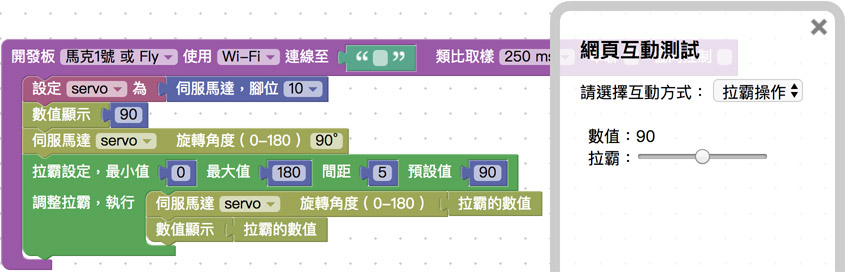 開發板 馬克1號 或 Fly 使用 Wi-Fi 連線至 “ ” 類比取樣 250 ms
設定 servo 為 伺服馬達，腳位 10
數值顯示 90
伺服馬達 servo 旋轉角度（0-180） 90°
拉霸設定，最小值 0 最大值 180 間距 5 預設值 90
調整拉霸，執行 伺服馬達 servo 旋轉角度（0-180） 拉霸的數值
數值顯示 拉霸的數值
網頁互動測試
請選擇互動方式： 拉霸操作
數值：90
拉霸：